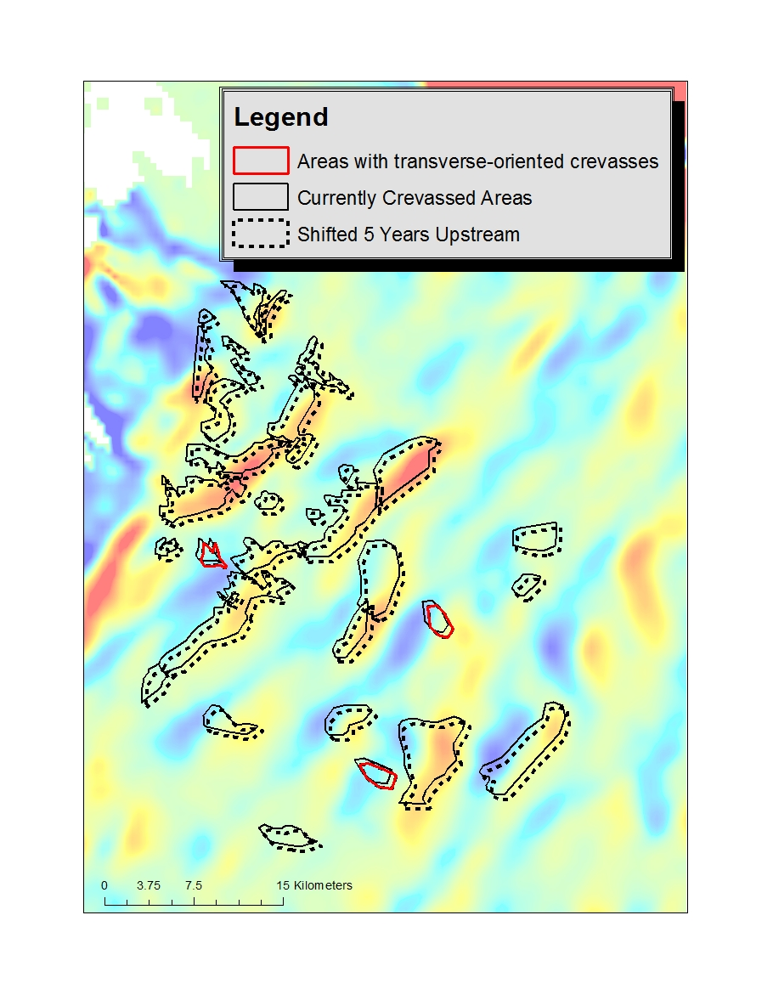 Legend
Areas with transverse-oriented crevasses
Currently Crevassed Areas
Shifted 5 Years Upstream
0 3.75 7.5 15 Kilometers